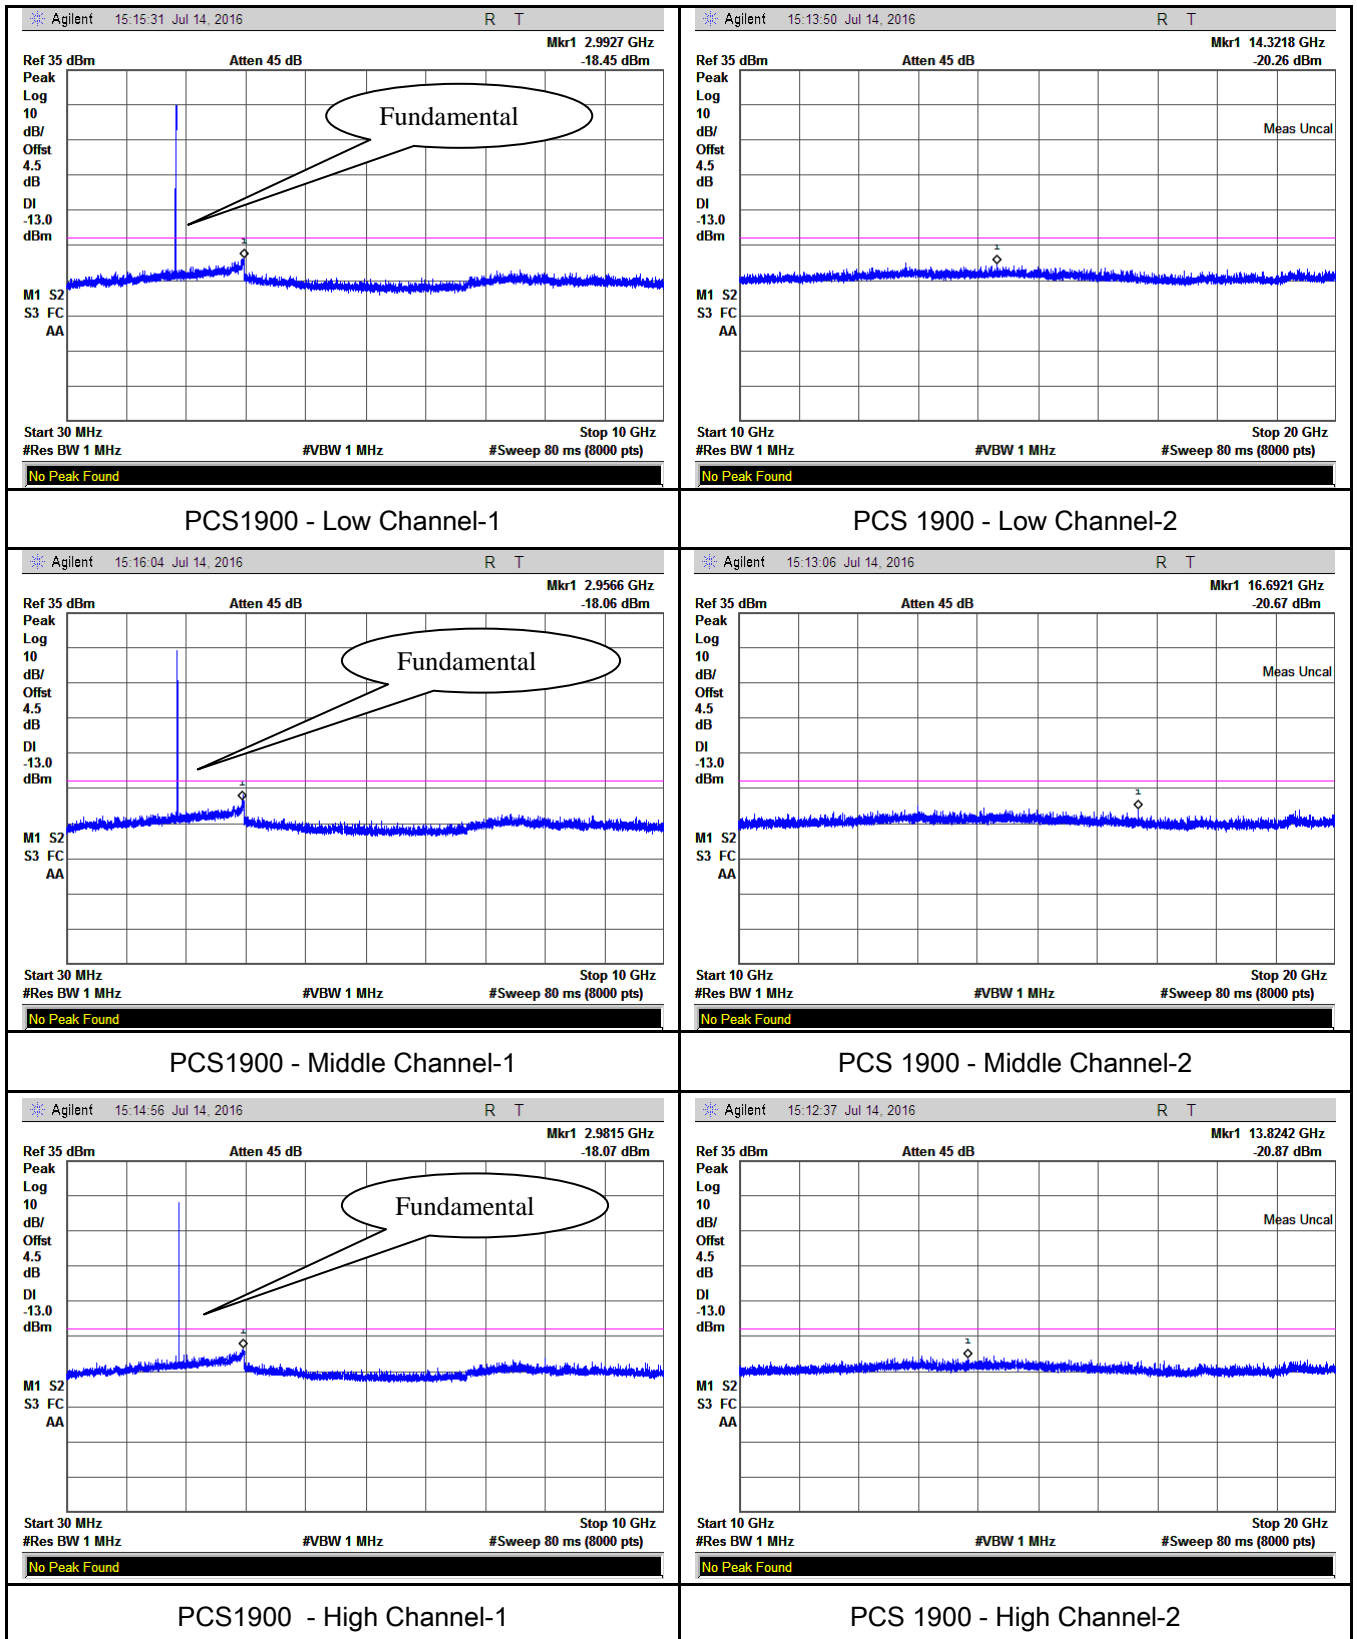 Agilent 15:15:31 Jul 14, 2016 R T
Mkr1 2.9927 GHz
Ref 35 dBm Atten 45 dB -18.45 dBm
Peak
Log
10
dB/
Offst
4.5
dB
DI
-13.0
dBm
Fundamental
1
M1 S2
S3 FC
AA
Start 30 MHz Stop 10 GHz
#Res BW 1 MHz #VBW 1 MHz #Sweep 80 ms (8000 pts)
No Peak Found
PCS1900 - Low Channel-1
Agilent 15:13:50 Jul 14, 2016 R T
Mkr1 14.3218 GHz
Ref 35 dBm Atten 45 dB -20.26 dBm
Peak
Log
10
dB/
Meas Uncal
Offst
4.5
dB
DI
-13.0
dBm
1
M1 S2
S3 FC
AA
Start 10 GHz Stop 20 GHz
#Res BW 1 MHz #VBW 1 MHz #Sweep 80 ms (8000 pts)
No Peak Found
PCS 1900 - Low Channel-2
Agilent 15:16:04 Jul 14, 2016 R T
Mkr1 2.9566 GHz
Ref 35 dBm Atten 45 dB -18.06 dBm
Peak
Log
10
dB/
Offst
4.5
dB
DI
-13.0
dBm
Fundamental
1
M1 S2
S3 FC
AA
Start 30 MHz Stop 10 GHz
#Res BW 1 MHz #VBW 1 MHz #Sweep 80 ms (8000 pts)
No Peak Found
PCS1900 - Middle Channel-1
Agilent 15:13:06 Jul 14, 2016 R T
Mkr1 16.6921 GHz
Ref 35 dBm Atten 45 dB -20.67 dBm
Peak
Log
10
dB/
Meas Uncal
Offst
4.5
dB
DI
-13.0
dBm
1
M1 S2
S3 FC
AA
Start 10 GHz Stop 20 GHz
#Res BW 1 MHz #VBW 1 MHz #Sweep 80 ms (8000 pts)
No Peak Found
PCS 1900 - Middle Channel-2
Agilent 15:14:56 Jul 14, 2016 R T
Mkr1 2.9815 GHz
Ref 35 dBm Atten 45 dB -18.07 dBm
Peak
Log
10
dB/
Offst
4.5
dB
DI
-13.0
dBm
Fundamental
1
M1 S2
S3 FC
AA
Start 30 MHz Stop 10 GHz
#Res BW 1 MHz #VBW 1 MHz #Sweep 80 ms (8000 pts)
No Peak Found
PCS1900 - High Channel-1
Agilent 15:12:37 Jul 14, 2016 R T
Mkr1 13.8242 GHz
Ref 35 dBm Atten 45 dB -20.87 dBm
Peak
Log
10
dB/
Meas Uncal
Offst
4.5
dB
DI
-13.0
dBm
1
M1 S2
S3 FC
AA
Start 10 GHz Stop 20 GHz
#Res BW 1 MHz #VBW 1 MHz #Sweep 80 ms (8000 pts)
No Peak Found
PCS 1900 - High Channel-2